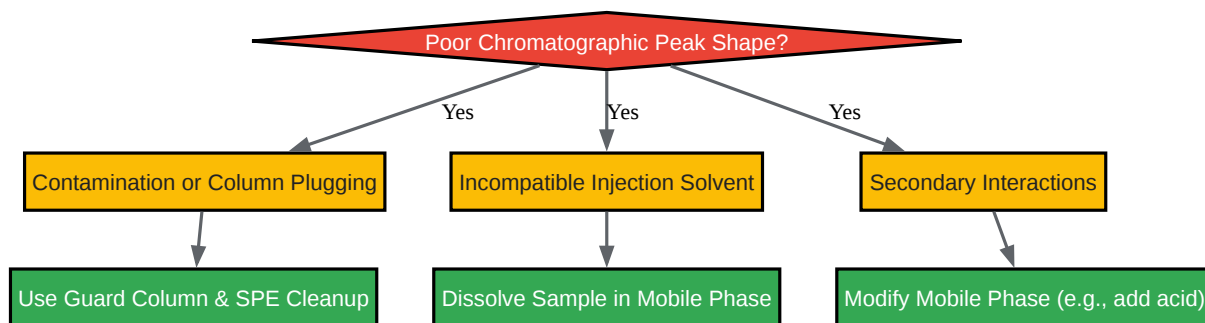 Poor Chromatographic Peak Shape?
Yes
Yes
Yes
Contamination or Column Plugging
Incompatible Injection Solvent
Secondary Interactions
Use Guard Column & SPE Cleanup
Dissolve Sample in Mobile Phase
Modify Mobile Phase (e.g., add acid)